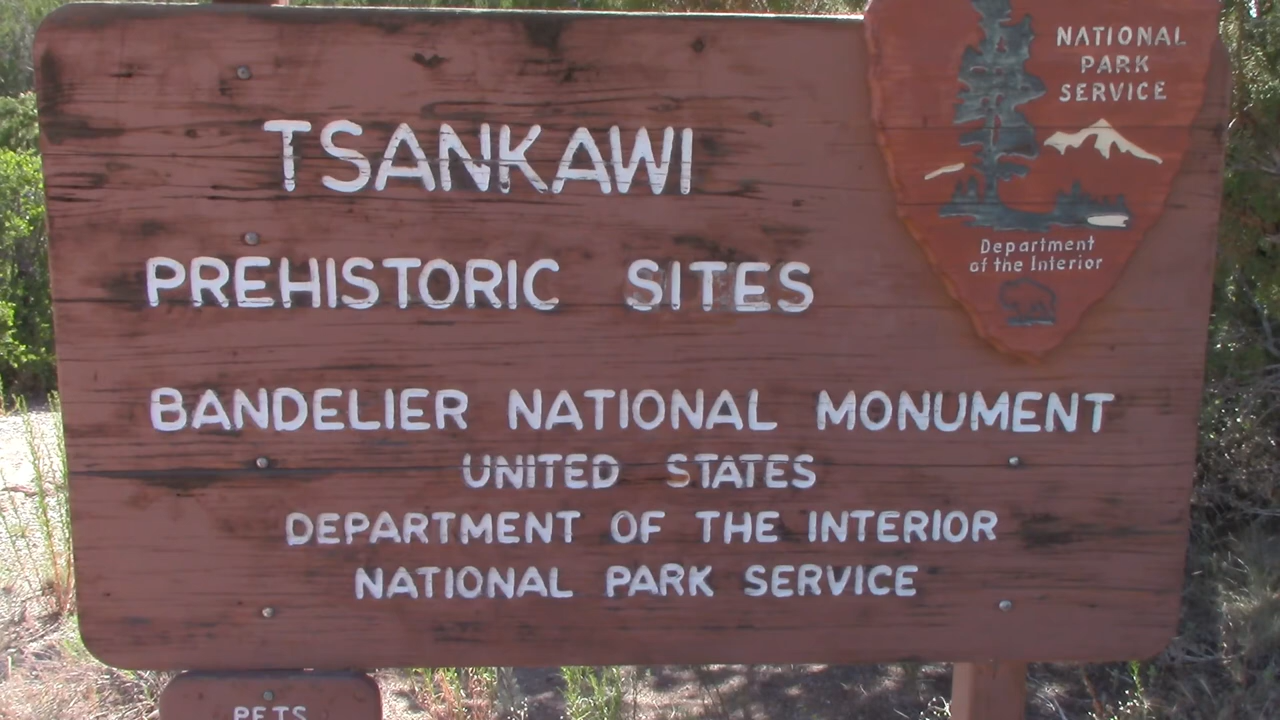 NATIONAL
PARK
SERVICE
Department
of the Interior
TSANKAWI
PREHISTORIC SITES
BANDELIER NATIONAL MONUMENT
UNITED STATES
DEPARTMENT OF THE INTERIOR
NATIONAL PARK SERVICE
PETS